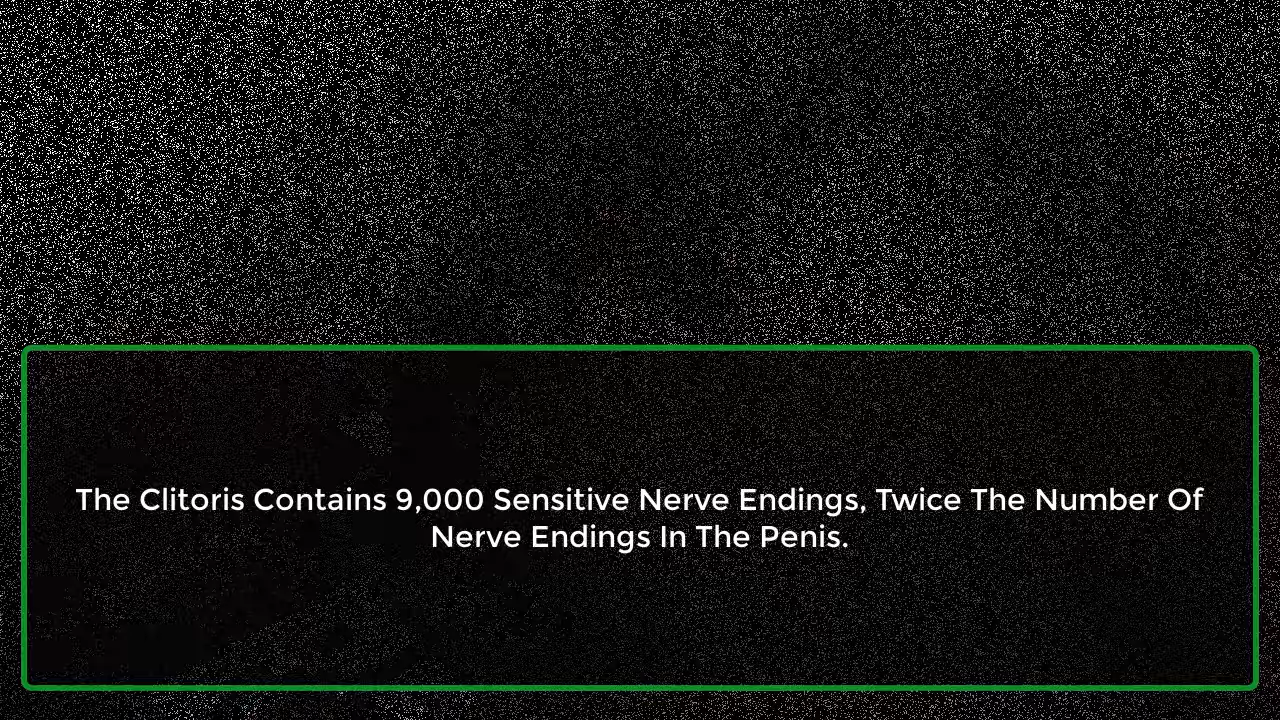 The Clitoris Contains 9,000 Sensitive Nerve Endings, Twice The Number Of
Nerve Endings In The Penis.